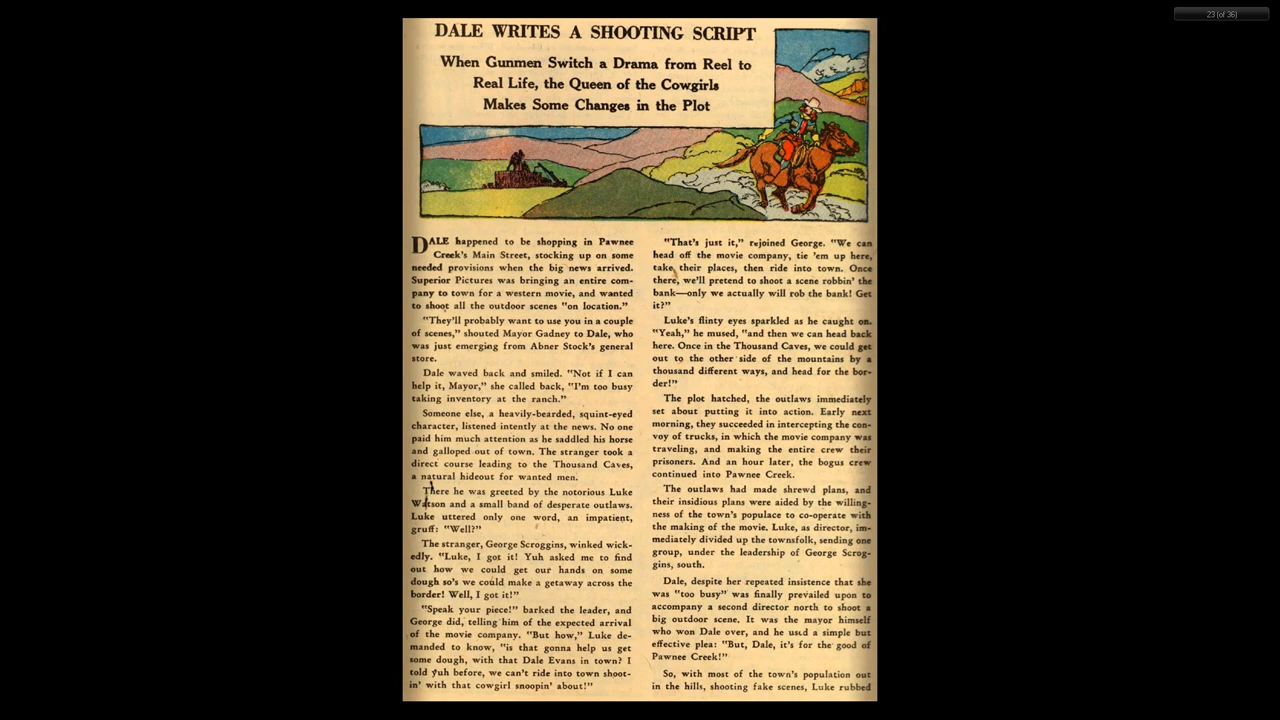 23 (of 36)
DALE WRITES A SHOOTING SCRIPT
When Gunmen Switch a Drama from Reel to
Real Life, the Queen of the Cowgirls
Makes Some Changes in the Plot
DALE happened to be shopping in Pawnee
Creek's Main Street, stocking up on some
needed provisions when the big news arrived.
Superior Pictures was bringing an entire com-
pany to town for a western movie, and wanted
to shoot all the outdoor scenes "on location."
"They'll probably want to use you in a couple
of scenes," shouted Mayor Gadney to Dale, who
was just emerging from Abner Stock's general
store.
Dale waved back and smiled. "Not if I can
help it, Mayor," she called back, "I'm too busy
taking inventory at the ranch."
Someone else, a heavily-bearded, squint-eyed
character, listened intently at the news. No one
paid him much attention as he saddled his horse
and galloped out of town. The stranger took a
direct course leading to the Thousand Caves,
a natural hideout for wanted men.
There he was greeted by the notorious Luke
Watson and a small band of desperate outlaws.
Luke uttered only one word, an impatient,
gruff: "Well?"
The stranger, George Scroggins, winked wick-
edly. "Luke, I got it! Yuh asked me to find
out how we could get our hands on some
dough so's we could make a getaway across the
border! Well, I got it!"
"Speak your piece!" barked the leader, and
George did, telling him of the expected arrival
of the movie company. "But how," Luke de-
manded to know, "is that gonna help us get
some dough, with that Dale Evans in town? I
told yuh before, we can't ride into town shoot-
in' with that cowgirl snoopin' about!"
"That's just it," rejoined George. "We can
head off the movie company, tie 'em up here,
take their places, then ride into town. Once
there, we'll pretend to shoot a scene robbin' the
bank—only we actually will rob the bank! Get
it?"
Luke's flinty eyes sparkled as he caught on.
"Yeah," he mused, "and then we can head back
here. Once in the Thousand Caves, we could get
out to the other side of the mountains by a
thousand different ways, and head for the bor-
der!"
The plot hatched, the outlaws immediately
set about putting it into action. Early next
morning, they succeeded in intercepting the con-
voy of trucks, in which the movie company was
traveling, and making the entire crew their
prisoners. And an hour later, the bogus crew
continued into Pawnee Creek.
The outlaws had made shrewd plans, and
their insidious plans were aided by the willing-
ness of the town's populace to co-operate with
the making of the movie. Luke, as director, im-
mediately divided up the townsfolk, sending one
group, under the leadership of George Scrog-
gins, south.
Dale, despite her repeated insistence that she
was "too busy" was finally prevailed upon to
accompany a second director north to shoot a
big outdoor scene. It was the mayor himself
who won Dale over, and he used a simple but
effective plea: "But, Dale, it's for the good of
Pawnee Creek!"
So, with most of the town's population out
in the hills, shooting fake scenes, Luke rubbed